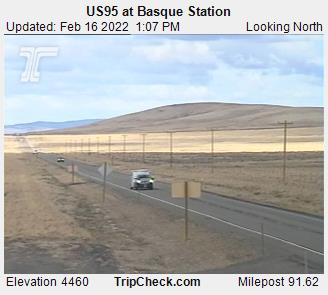 US95 at Basque Station
Updated: Feb 16 2022 1:07 PM Looking North
Elevation 4460 TripCheck.com Milepost 91.62